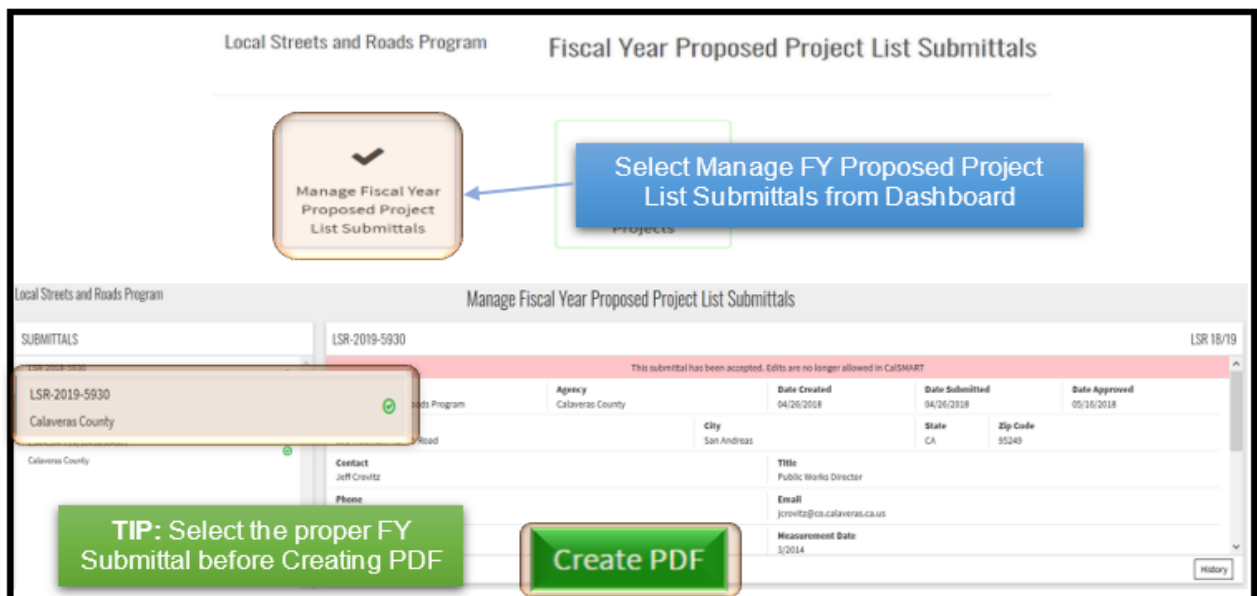 Local Streets and Roads Program
Fiscal Year Proposed Project List Submittals
Manage Fiscal Year
Proposed Project
List Submittals
Select Manage FY Proposed Project
List Submittals from Dashboard
Projects
Local Streets and Roads Program
Manage Fiscal Year Proposed Project List Submittals
SUBMITTALS
LSR-2018-5930
LSR-2019-5930
Calaveras County
Calaveras County
LSR-2019-5930
LSR 18/19
This submittal has been accepted. Edits are no longer allowed in CalSMART
Roads Program
Agency
Calaveras County
Date Created
04/26/2018
Date Submitted
04/26/2018
Date Approved
05/16/2018
Road
City
San Andreas
State
CA
Zip Code
95249
Contact
Jeff Crovitz
Title
Public Works Director
Phone
Email
jcrovitz@co.calaveras.ca.us
Measurement Date
3/2014
TIP: Select the proper FY
Submittal before Creating PDF
Create PDF
History